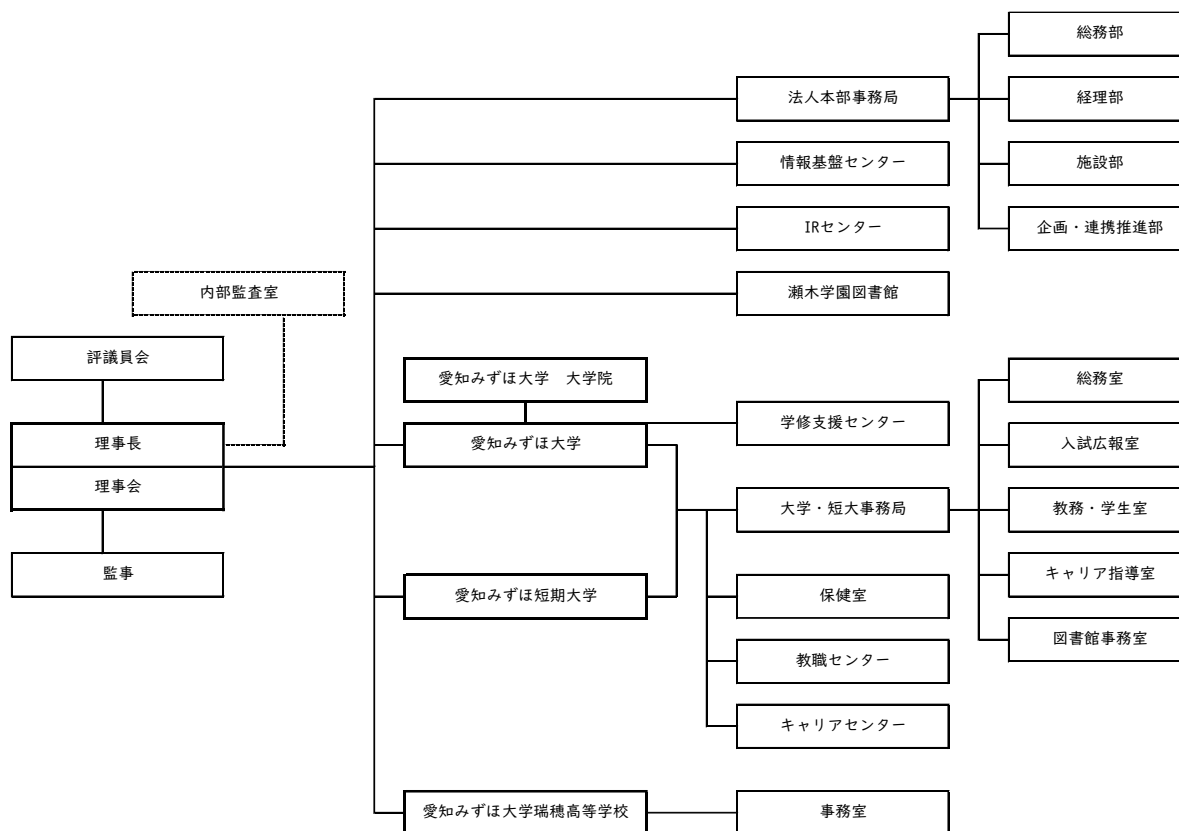 総務部
法人本部事務局
経理部
情報基盤センター
施設部
IRセンター
企画・連携推進部
内部監査室
瀬木学園図書館
評議員会
愛知みずほ大学　大学院
総務室
学修支援センター
理事長
愛知みずほ大学
入試広報室
理事会
大学・短大事務局
教務・学生室
監事
愛知みずほ短期大学
保健室
キャリア指導室
図書館事務室
教職センター
キャリアセンター
愛知みずほ大学瑞穂高等学校
事務室